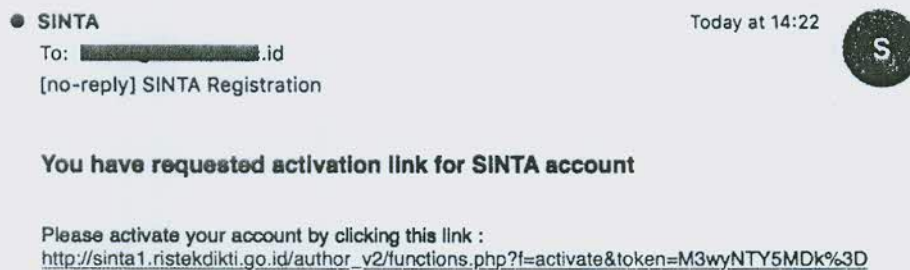 SINTA
Today at 14:22
To: .id
S
[no-reply] SINTA Registration
You have requested activation link for SINTA account
Please activate your account by clicking this link :
http://sinta1.ristekdikti.go.id/author_v2/functions.php?f=activate&token=M3wyNTY5MDk%3D